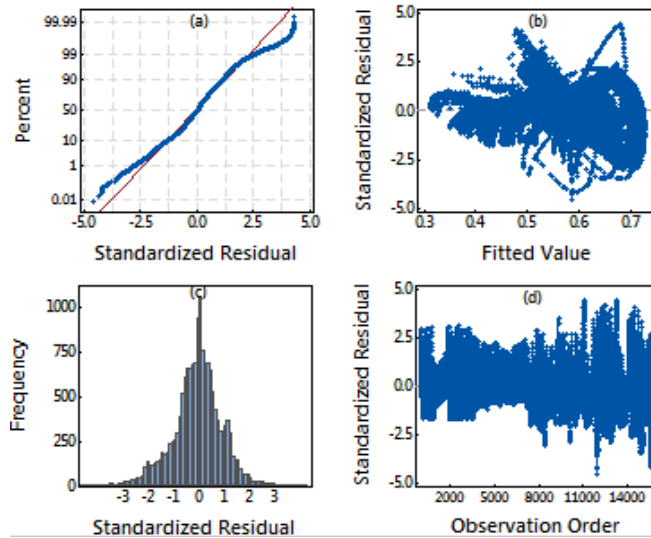 (a)
Percent
99.99
99
90
50
10
1
0.01
-5.0 -2.5 0.0 2.5 5.0
Standardized Residual
(b)
Standardized Residual
5.0
2.5
0.0
-2.5
-5.0
0.3 0.4 0.5 0.6 0.7
Fitted Value
(c)
Frequency
1000
750
500
250
0
-3 -2 -1 0 1 2 3
Standardized Residual
(d)
Standardized Residual
5.0
2.5
0.0
-2.5
-5.0
2000 5000 8000 11000 14000
Observation Order